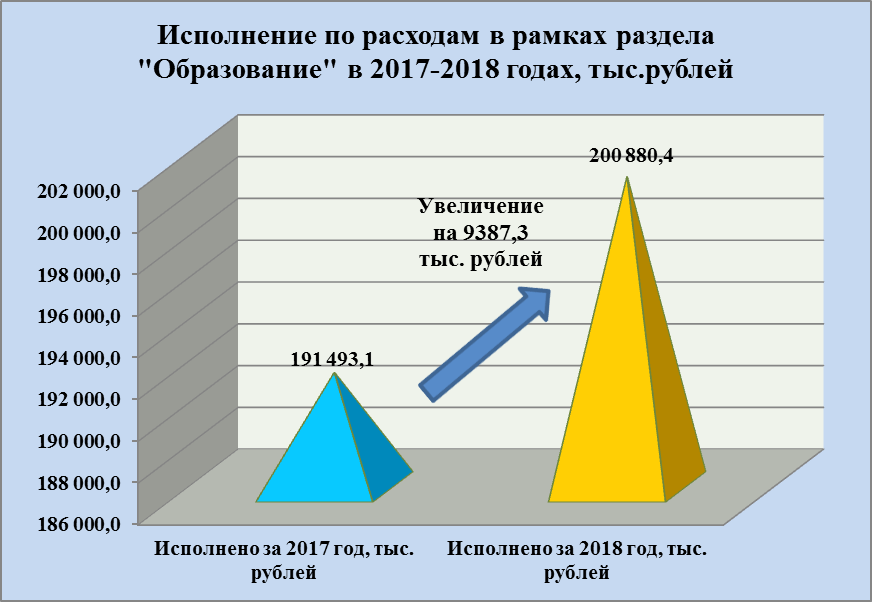 Исполнение по расходам в рамках раздела
"Образование" в 2017-2018 годах, тыс.рублей
202 000,0
200 000,0
198 000,0
196 000,0
194 000,0
192 000,0
190 000,0
188 000,0
186 000,0
191 493,1
Увеличение
на 9387,3
тыс. рублей
200 880,4
Исполнено за 2017 год, тыс.
рублей
Исполнено за 2018 год, тыс.
рублей